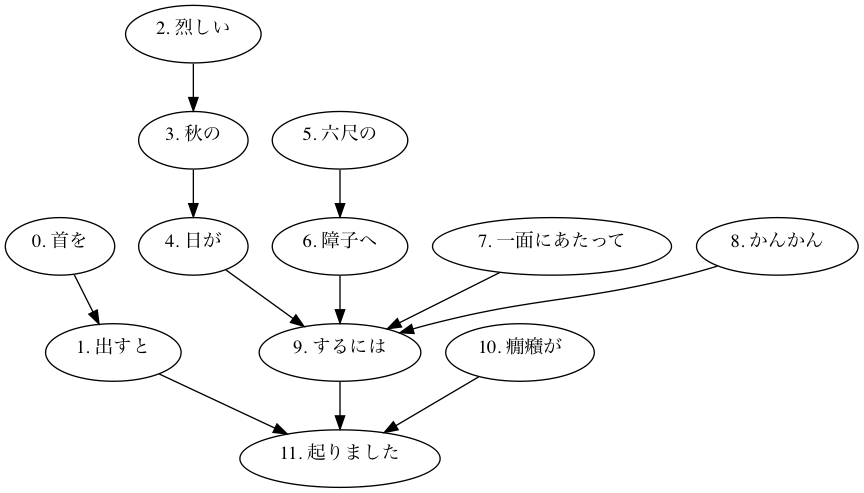 2. 烈しい
3. 秋の
5. 六尺の
0. 首を
4. 日が
6. 障子へ
7. 一面にあたって
8. かんかん
1. 出すと
9. するには
10. 癇癪が
11. 起りました